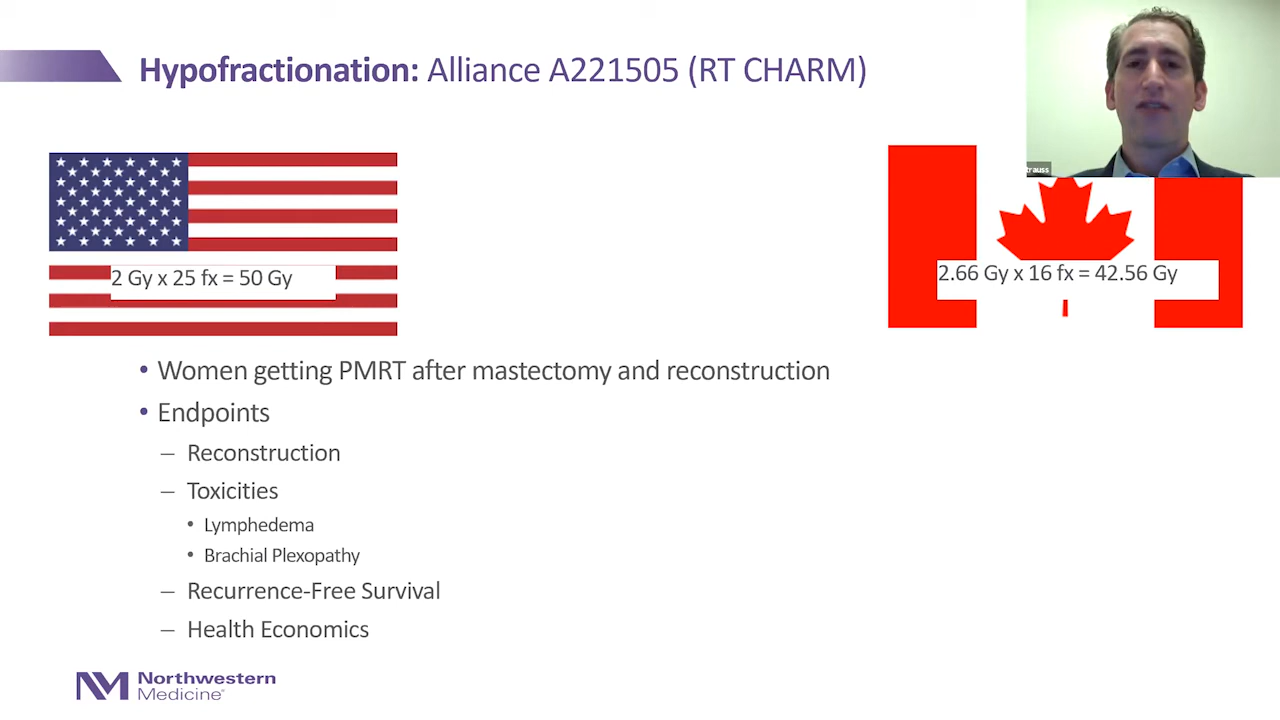 Hypofractionation: Alliance A221505 (RT CHARM)
trauss
2 Gy x 25 fx = 50 Gy
2.66 Gy x 16 fx = 42.56 Gy
• Women getting PMRT after mastectomy and reconstruction
• Endpoints
– Reconstruction
– Toxicities
• Lymphedema
• Brachial Plexopathy
– Recurrence-Free Survival
– Health Economics
NM Northwestern
Medicine®